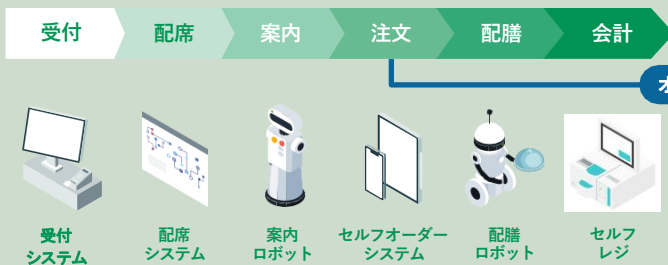 受付 配席 案内 注文 配膳 会計
オ
受付 配席 案内 セルフオーダー 配膳 セルフ
システム システム ロボット システム ロボット レジ